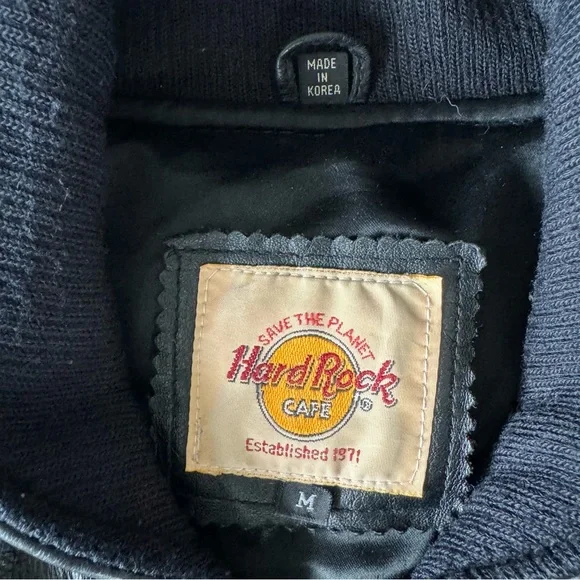 MADE
IN
KOREA
SAVE THE PLANET
Hard Rock
CAFE ®
Established 1971
M